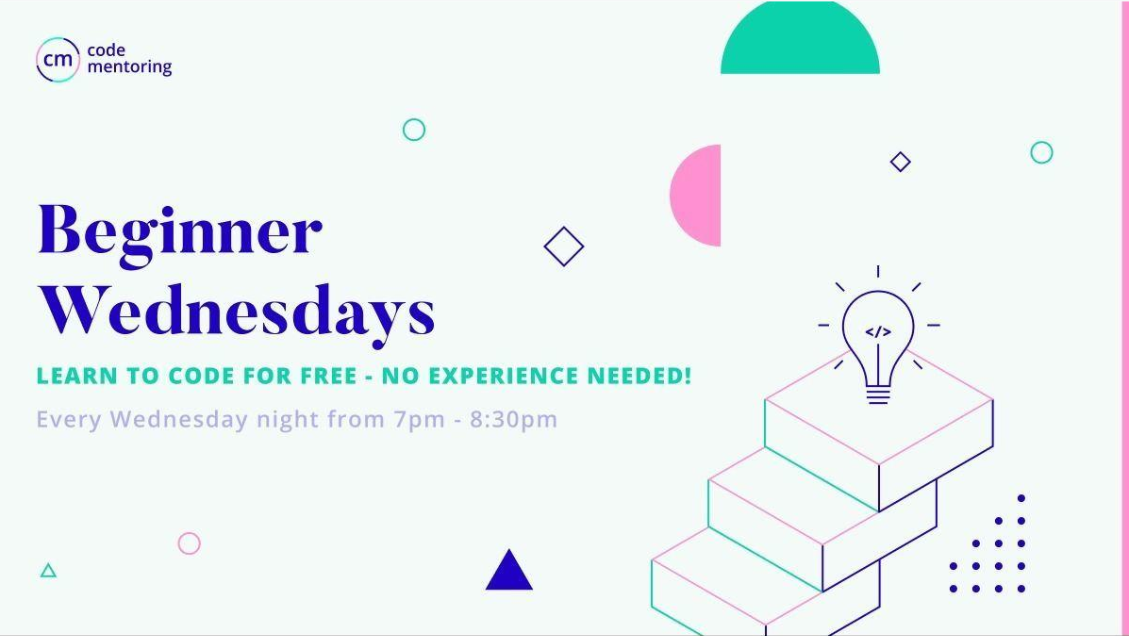 cm
code
mentoring
Beginner
Wednesdays
LEARN TO CODE FOR FREE - NO EXPERIENCE NEEDED!
Every Wednesday night from 7pm - 8:30pm
</>